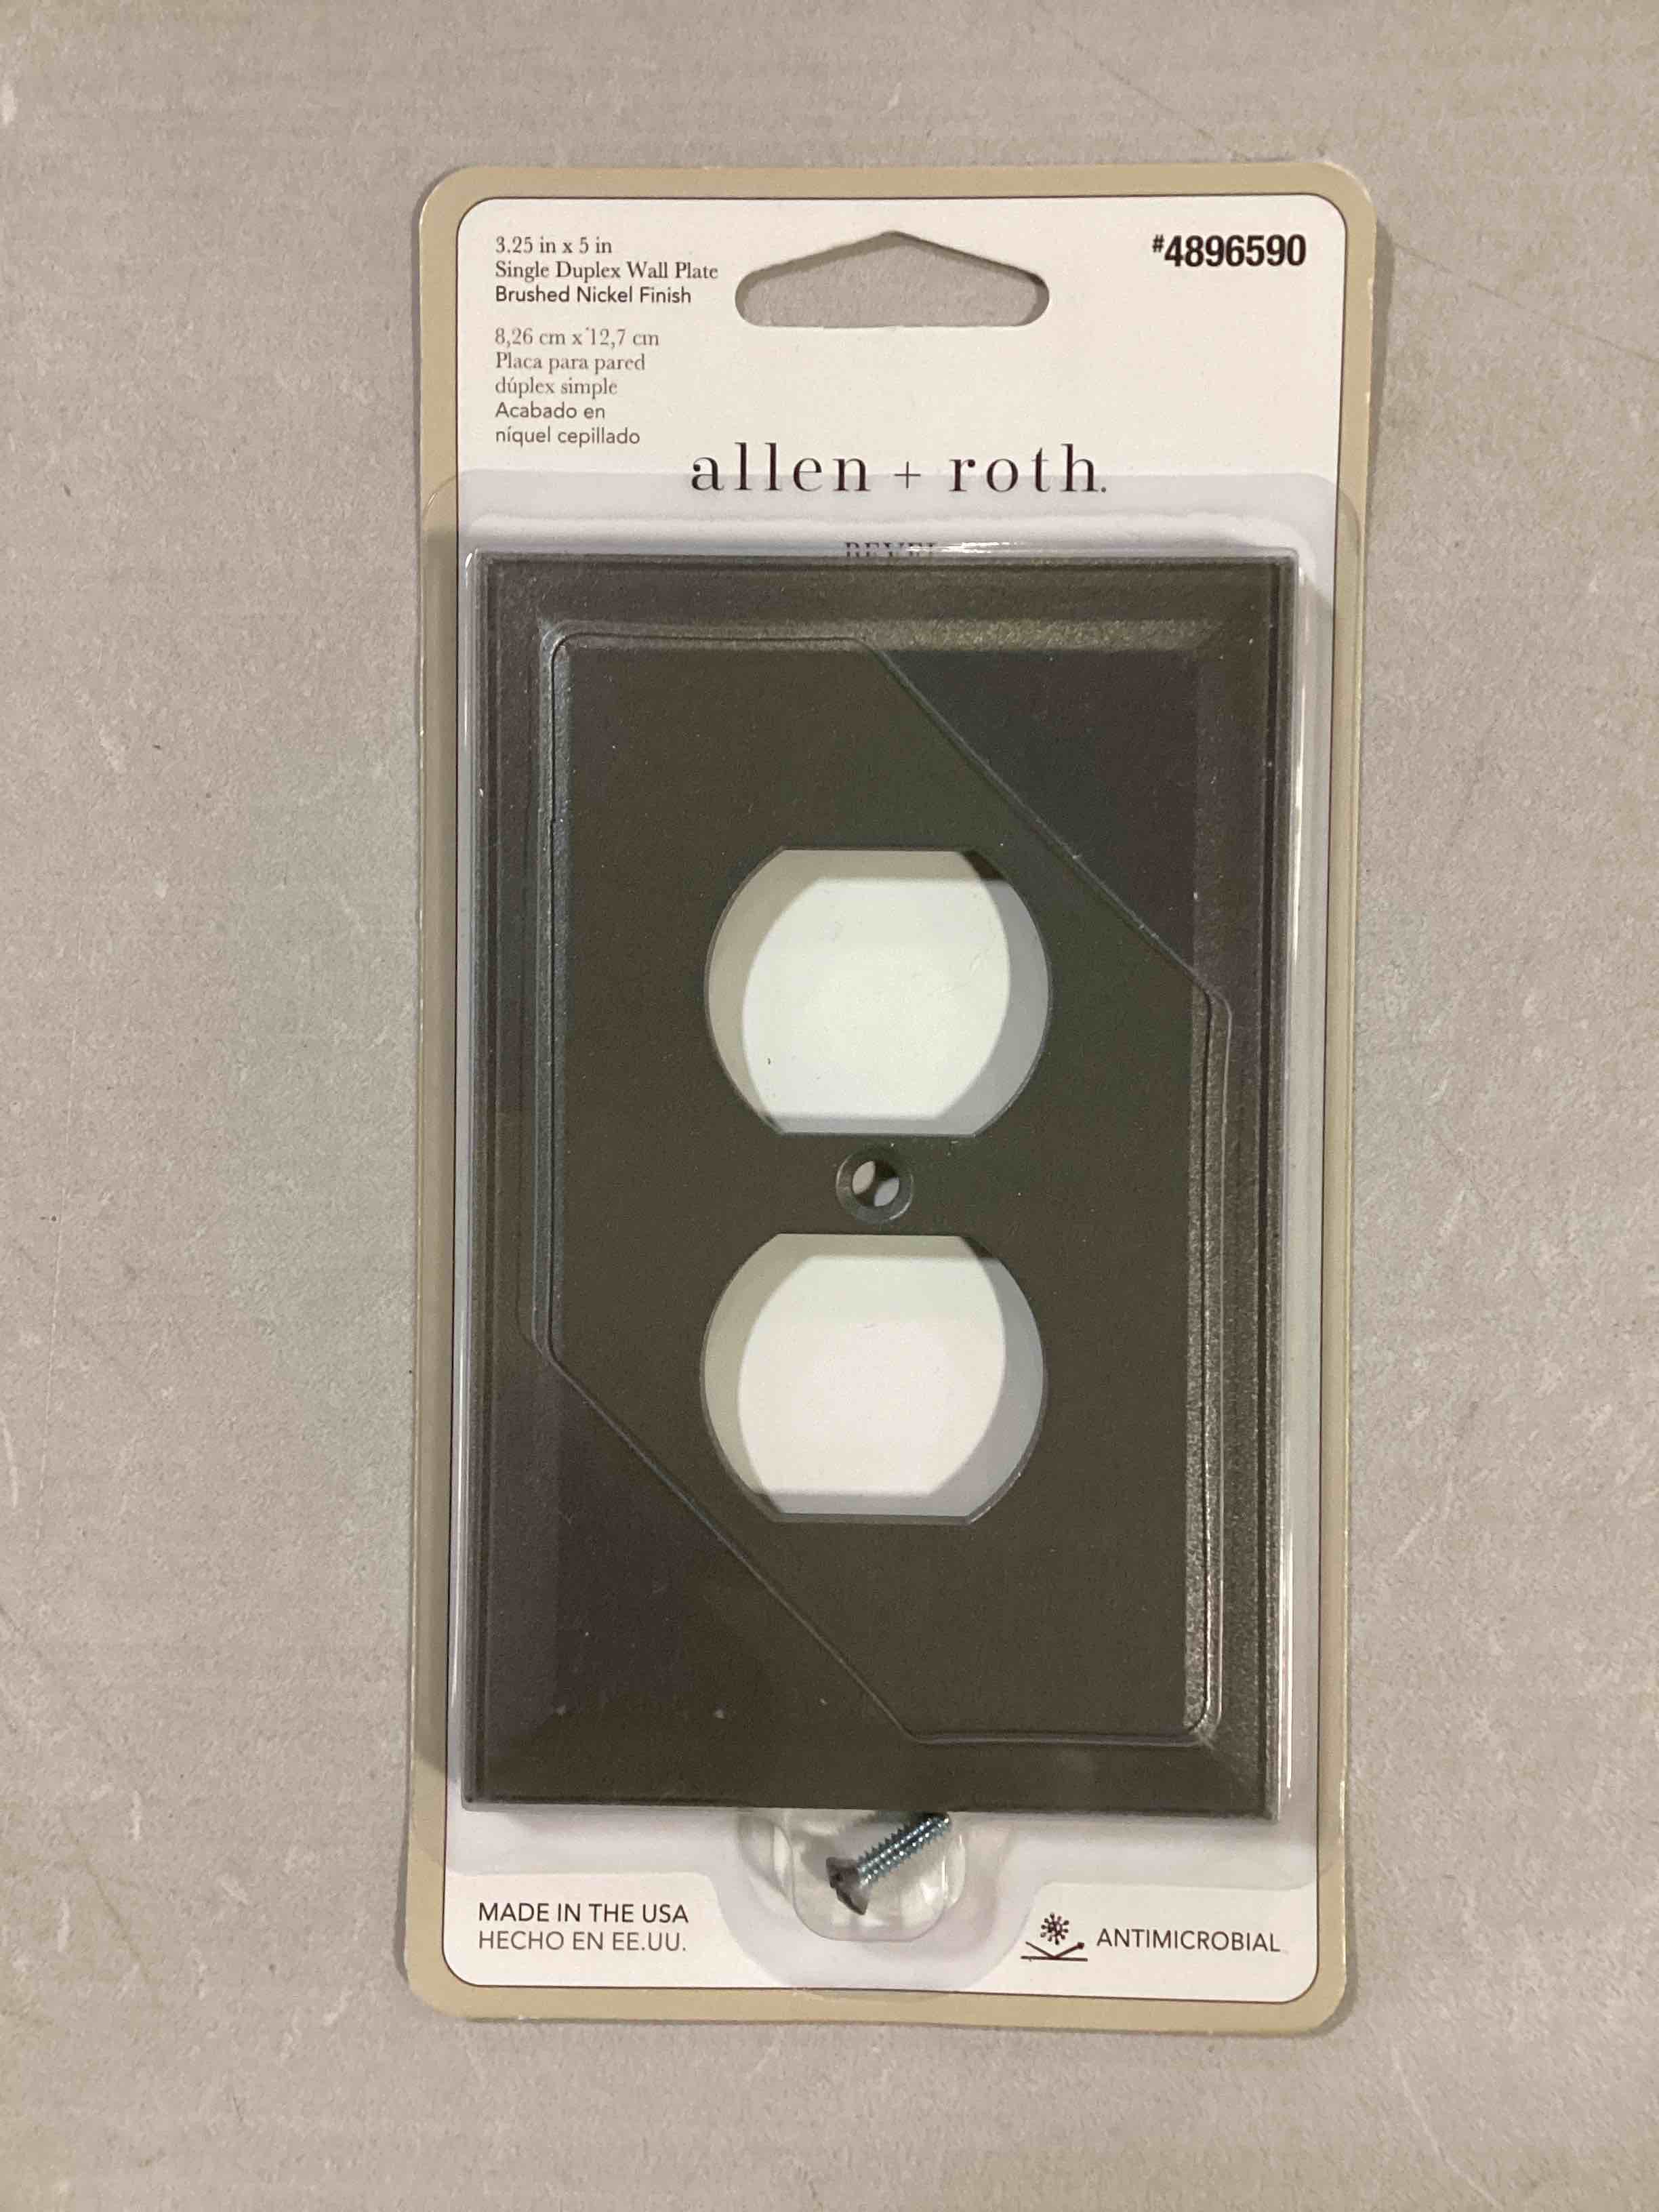 3.25 in x 5 in
Single Duplex Wall Plate
Brushed Nickel Finish
8,26 cm x 12,7 cm
Placa para pared
dúplex simple
Acabado en
níquel cepillado
#4896590
allen + roth.
MADE IN THE USA
HECHO EN EE.UU.
ANTIMICROBIAL